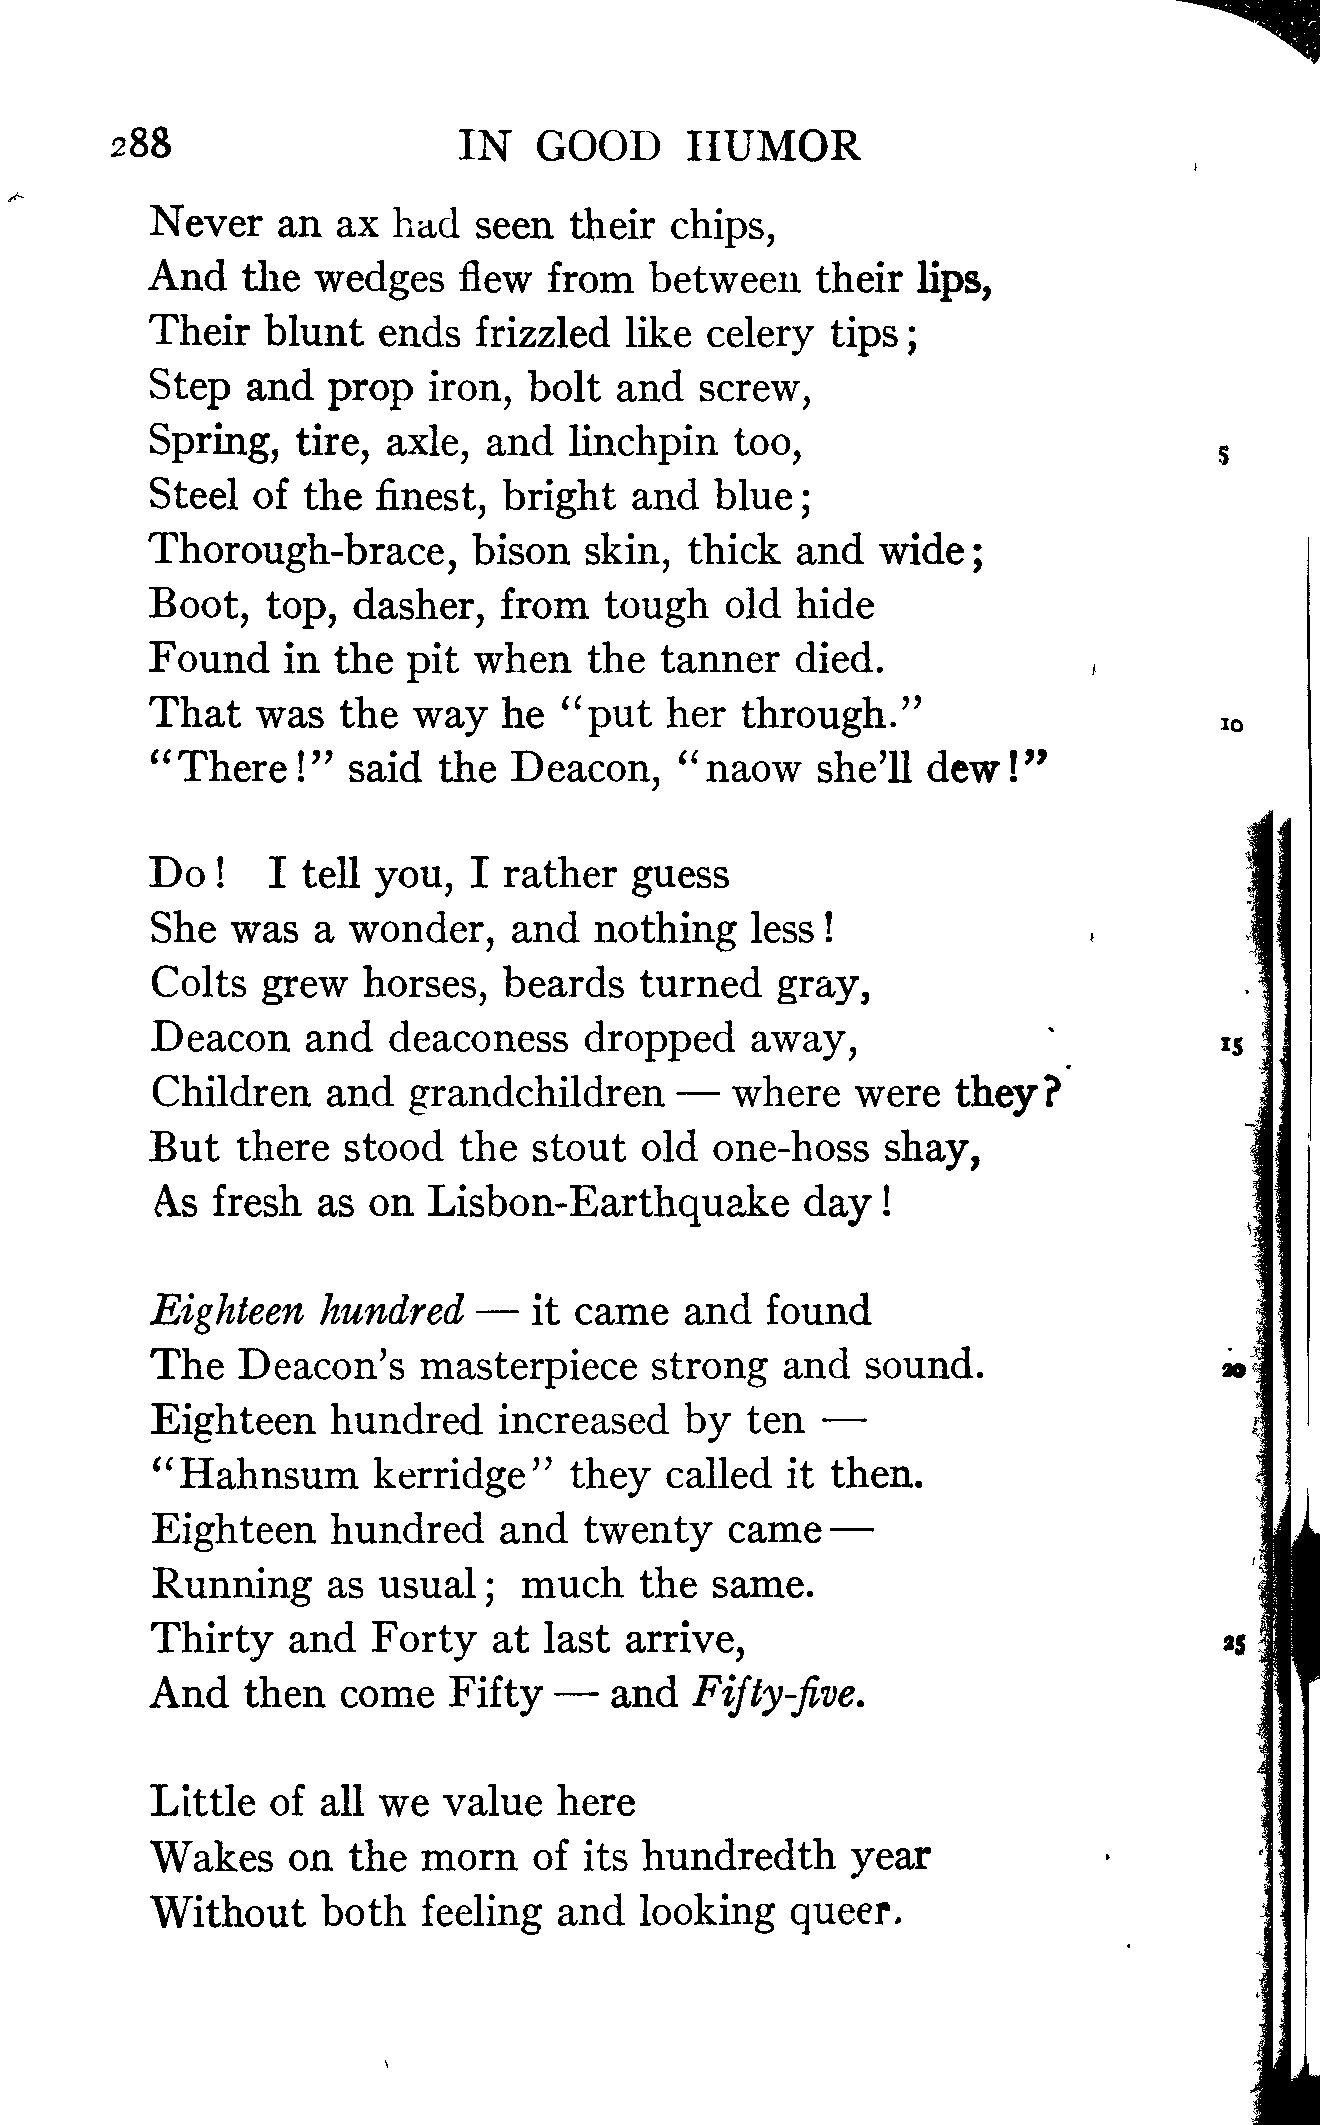 288 IN GOOD HUMOR
Never an ax had seen their chips,
And the wedges flew from between their lips,
Their blunt ends frizzled like celery tips;
Step and prop iron, bolt and screw,
Spring, tire, axle, and linchpin too, 5
Steel of the finest, bright and blue;
Thorough-brace, bison skin, thick and wide;
Boot, top, dasher, from tough old hide
Found in the pit when the tanner died.
That was the way he "put her through." 10
"There!" said the Deacon, "naow she'll dew!"
Do! I tell you, I rather guess
She was a wonder, and nothing less!
Colts grew horses, beards turned gray,
Deacon and deaconess dropped away, 15
Children and grandchildren — where were they?
But there stood the stout old one-hoss shay,
As fresh as on Lisbon-Earthquake day!
Eighteen hundred — it came and found
The Deacon's masterpiece strong and sound. 20
Eighteen hundred increased by ten —
"Hahnsum kerridge" they called it then.
Eighteen hundred and twenty came —
Running as usual; much the same.
Thirty and Forty at last arrive, 25
And then come Fifty — and Fifty-five.
Little of all we value here
Wakes on the morn of its hundredth year
Without both feeling and looking queer.